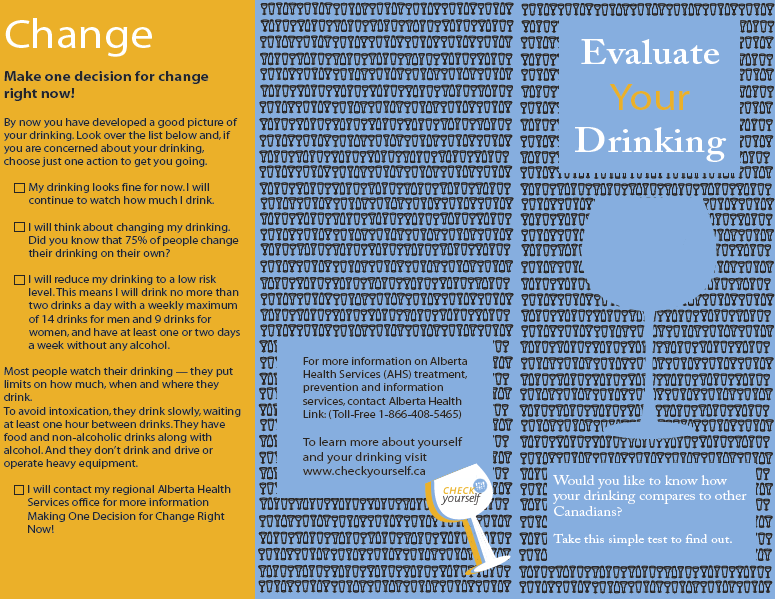 Change
Make one decision for change
right now!
By now you have developed a good picture of
your drinking. Look over the list below and, if
you are concerned about your drinking,
choose just one action to get you going.
My drinking looks fine for now. I will
continue to watch how much I drink.
I will think about changing my drinking.
Did you know that 75% of people change
their drinking on their own?
I will reduce my drinking to a low risk
level. This means I will drink no more than
two drinks a day with a weekly maximum
of 14 drinks for men and 9 drinks for
women, and have at least one or two days
a week without any alcohol.
Most people watch their drinking — they put
limits on how much, when and where they
drink.
To avoid intoxication, they drink slowly, waiting
at least one hour between drinks. They have
food and non-alcoholic drinks along with
alcohol. And they don't drink and drive or
operate heavy equipment.
I will contact my regional Alberta Health
Services office for more information
Making One Decision for Change Right
Now!
For more information on Alberta
Health Services (AHS) treatment,
prevention and information
services, contact Alberta Health
Link: (Toll-Free 1-866-408-5465)
To learn more about yourself
and your drinking visit
www.checkyourself.ca
CHECK
yourself
Evaluate
Your
Drinking
Would you like to know how
your drinking compares to other
Canadians?
Take this simple test to find out.